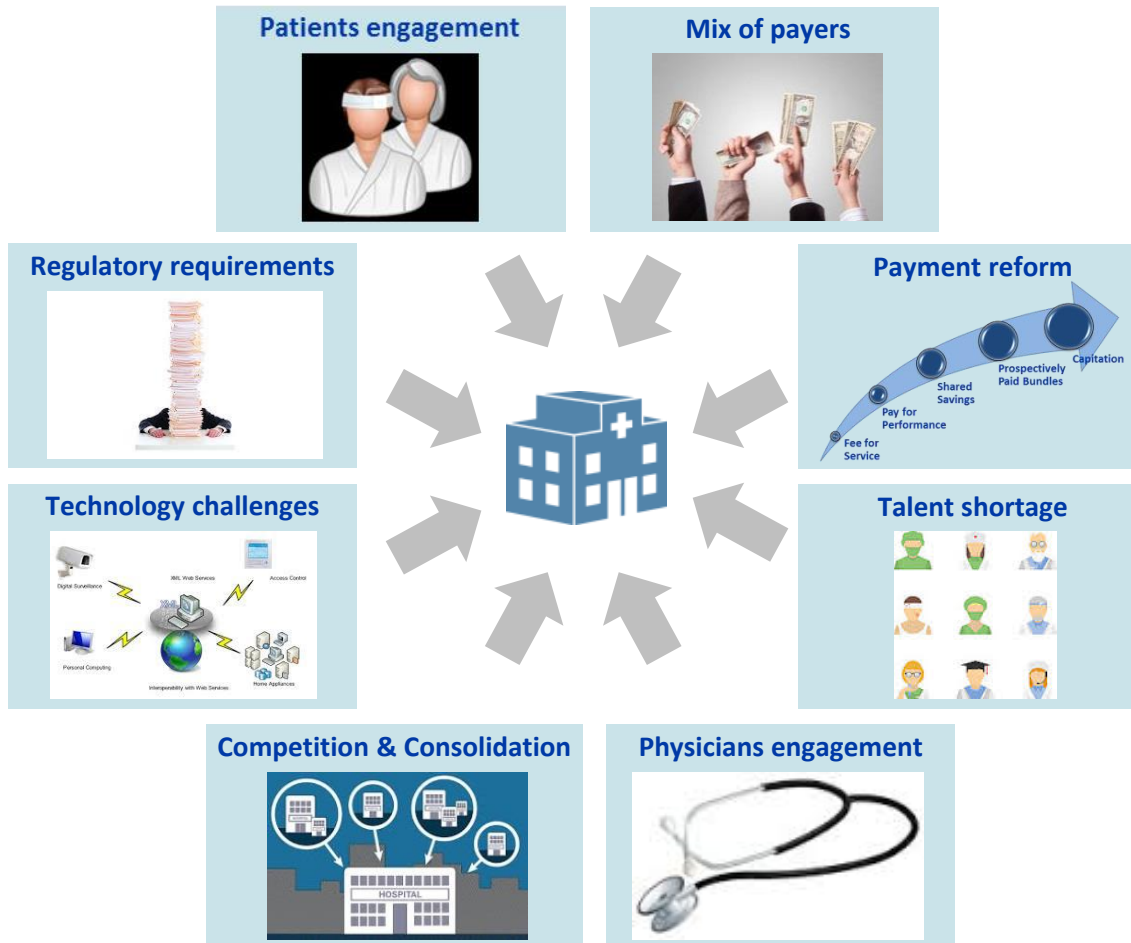 Patients engagement
Mix of payers
Regulatory requirements
Payment reform
Capitation
Prospectively
Paid Bundles
Shared
Savings
Pay for
Performance
Fee for
Service
Technology challenges
Digital Surveillance
XML Web Services
Access Control
XML
Personal Computing
Interoperability with Web Services
Home Appliances
Talent shortage
Competition & Consolidation
HOSPITAL
Physicians engagement